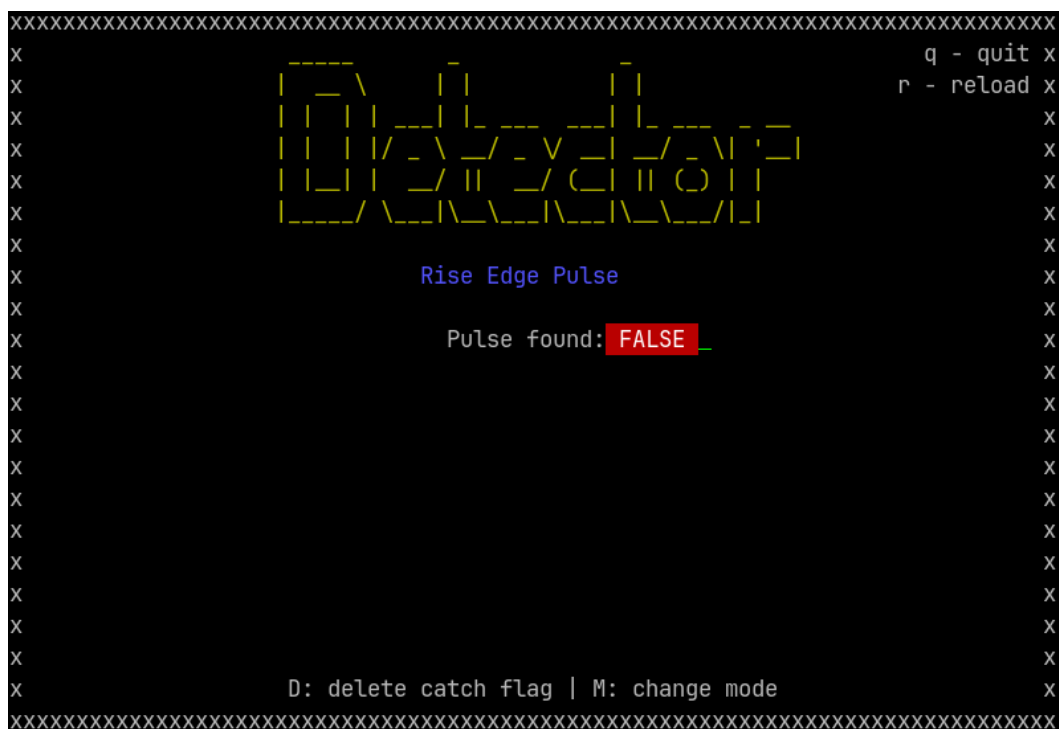 q - quit
r - reload
Detector
Rise Edge Pulse
Pulse found: FALSE _
D: delete catch flag | M: change mode